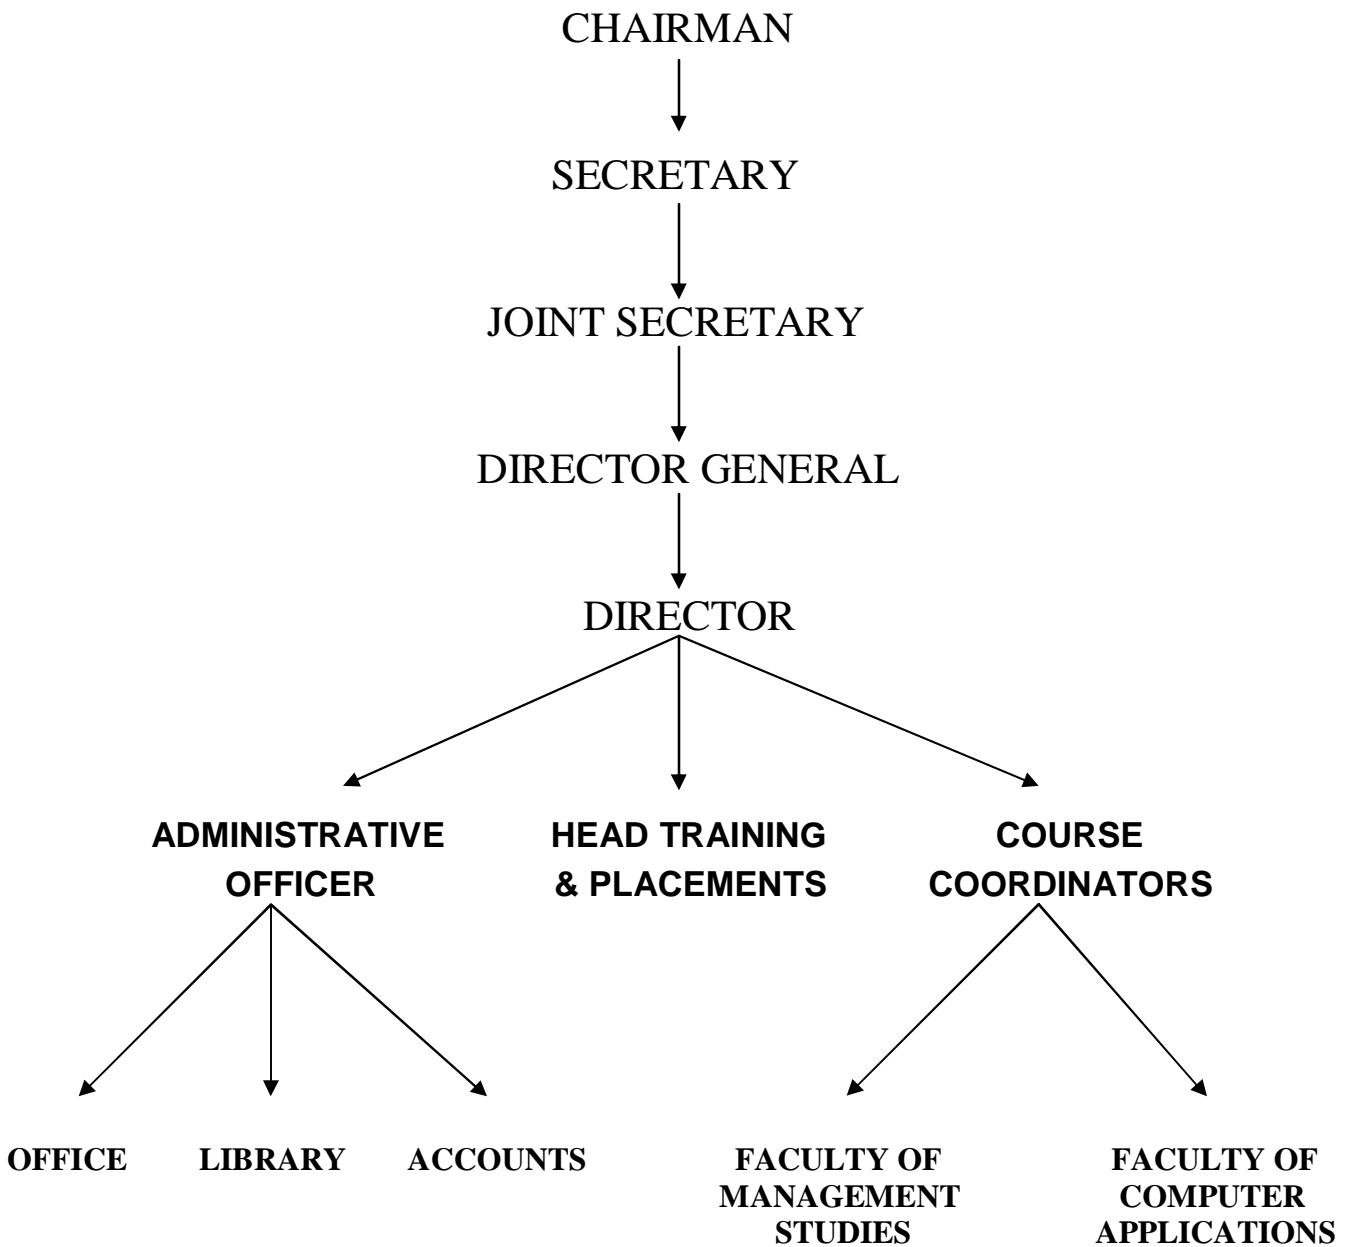 CHAIRMAN
SECRETARY
JOINT SECRETARY
DIRECTOR GENERAL
DIRECTOR
ADMINISTRATIVE
OFFICER
HEAD TRAINING
& PLACEMENTS
COURSE
COORDINATORS
OFFICE
LIBRARY
ACCOUNTS
FACULTY OF
MANAGEMENT
STUDIES
FACULTY OF
COMPUTER
APPLICATIONS